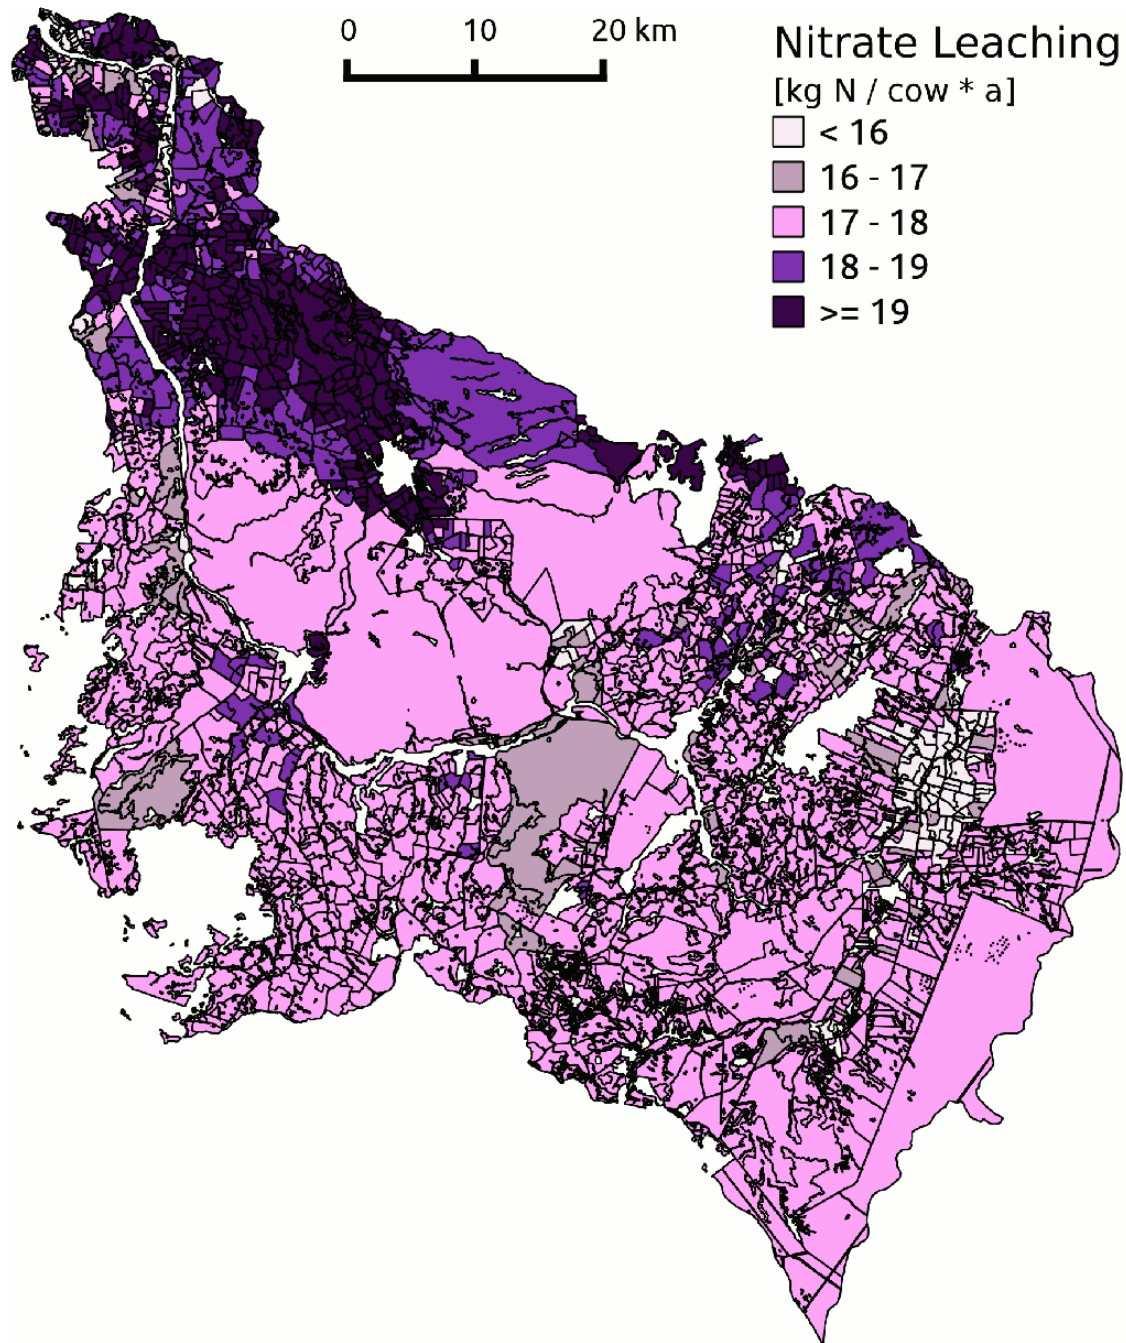 0 10 20 km
Nitrate Leaching
[kg N / cow * a]
< 16
16 - 17
17 - 18
18 - 19
>= 19